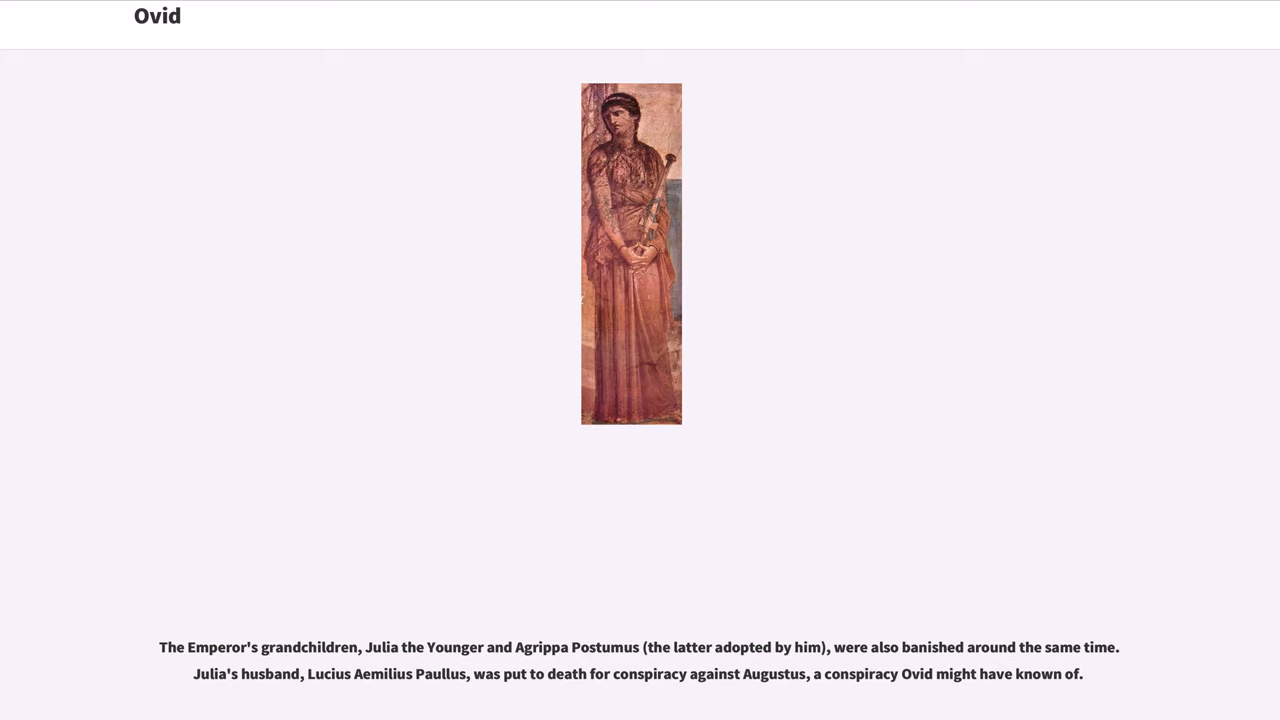 Ovid
The Emperor's grandchildren, Julia the Younger and Agrippa Postumus (the latter adopted by him), were also banished around the same time.
Julia's husband, Lucius Aemilius Paullus, was put to death for conspiracy against Augustus, a conspiracy Ovid might have known of.